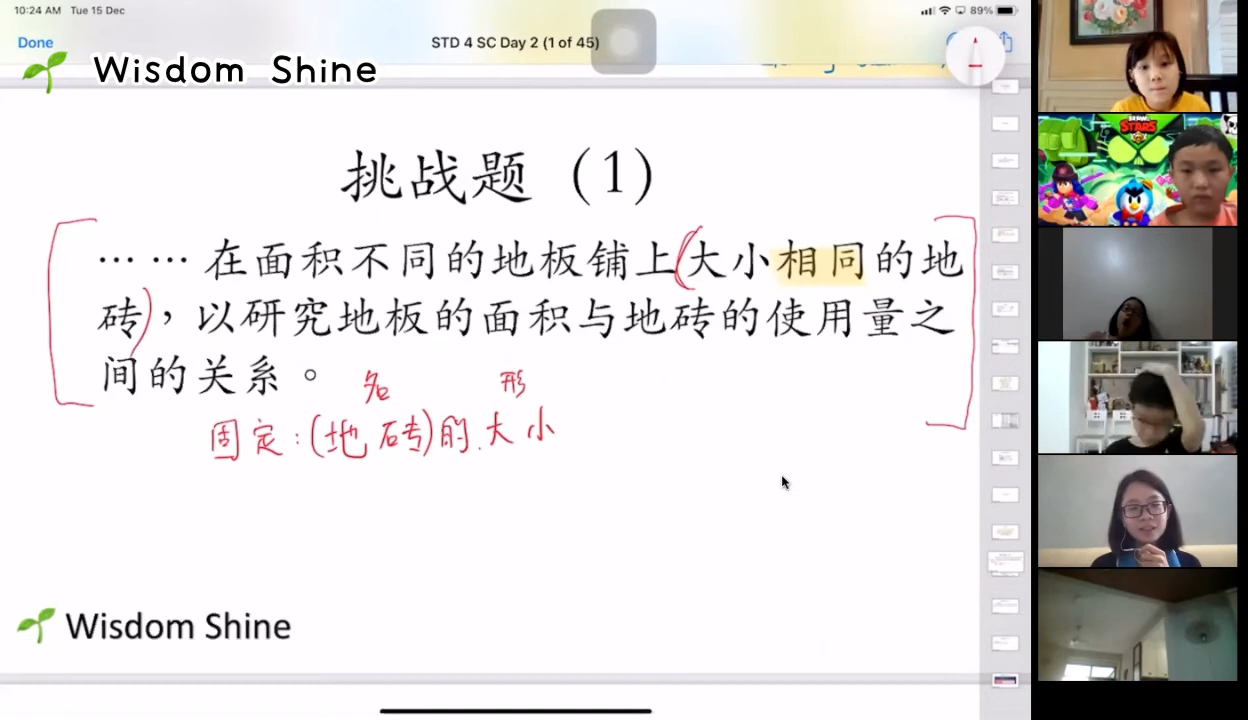 10:24 AM Tue 15 Dec
89%
Done
STD 4 SC Day 2 (1 of 45)
Wisdom Shine
挑战题（1）
…… 在面积不同的地板铺上(大小相同的地
砖)，以研究地板的面积与地砖的使用量之
间的关系。
名 形
固定:(地砖)的大小
Wisdom Shine
BRAWL
STARS